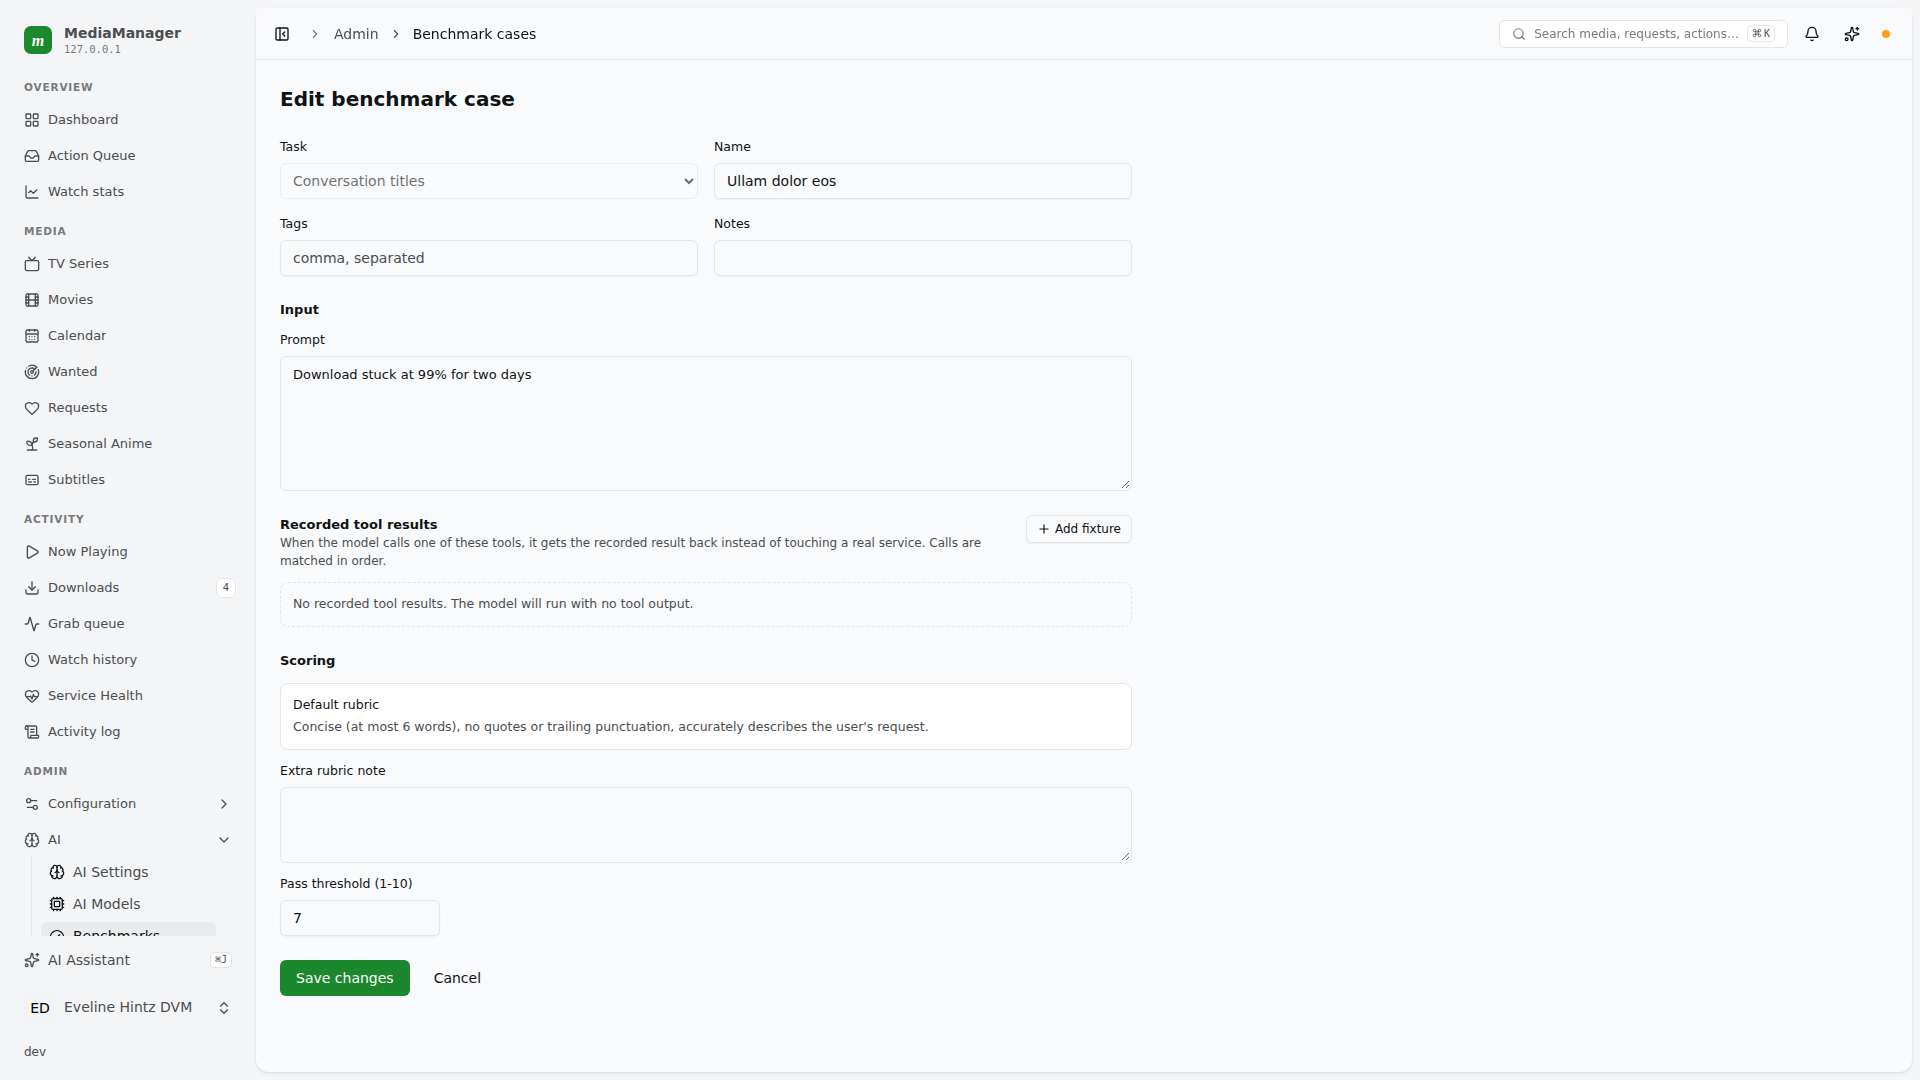 m
MediaManager
127.0.0.1
OVERVIEW
Dashboard
Action Queue
Watch stats
MEDIA
TV Series
Movies
Calendar
Wanted
Requests
Seasonal Anime
Subtitles
ACTIVITY
Now Playing
Downloads 4
Grab queue
Watch history
Service Health
Activity log
ADMIN
Configuration
AI
AI Settings
AI Models
Benchmarks
AI Assistant ⌘J
ED Eveline Hintz DVM
dev
Admin > Benchmark cases
Search media, requests, actions... ⌘K
Edit benchmark case
Task
Conversation titles
Name
Ullam dolor eos
Tags
comma, separated
Notes
Input
Prompt
Download stuck at 99% for two days
Recorded tool results
When the model calls one of these tools, it gets the recorded result back instead of touching a real service. Calls are
matched in order.
Add fixture
No recorded tool results. The model will run with no tool output.
Scoring
Default rubric
Concise (at most 6 words), no quotes or trailing punctuation, accurately describes the user's request.
Extra rubric note
Pass threshold (1-10)
7
Save changes
Cancel